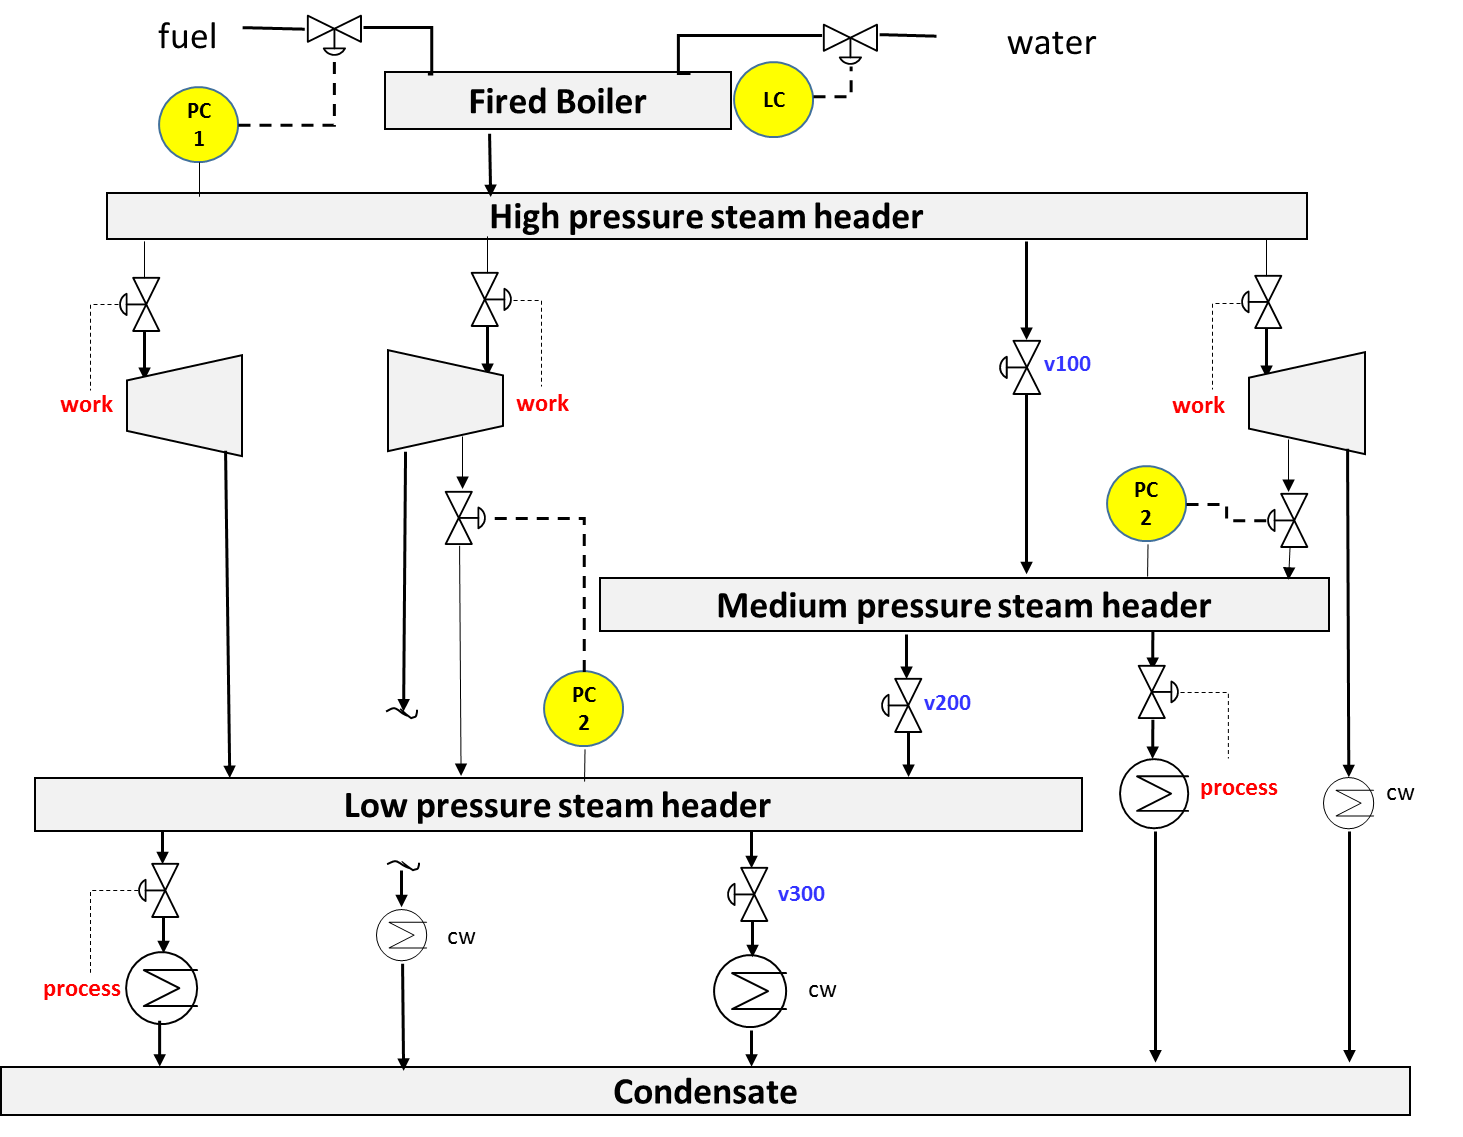 fuel
water
PC
1
Fired Boiler
LC
High pressure steam header
v100
work
work
work
PC
2
Medium pressure steam header
PC
2
v200
process
cw
Low pressure steam header
v300
cw
process
cw
Condensate